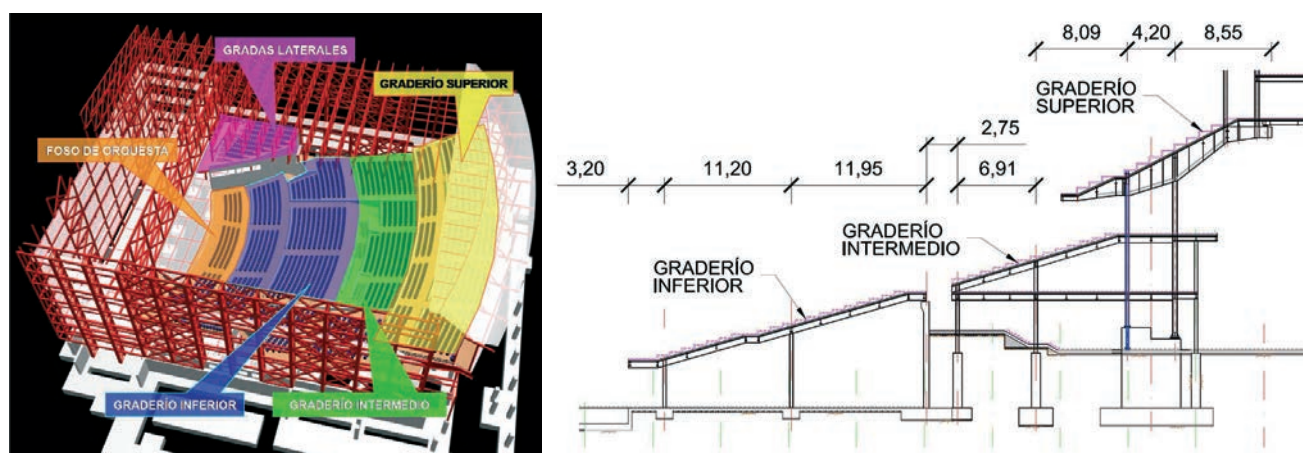 GRADAS LATERALES
GRADERÍO SUPERIOR
FOSO DE ORQUESTA
GRADERÍO INFERIOR
GRADERÍO INTERMEDIO
8,09
4,20
8,55
GRADERÍO
SUPERIOR
2,75
3,20
11,20
11,95
6,91
GRADERÍO
INTERMEDIO
GRADERÍO
INFERIOR